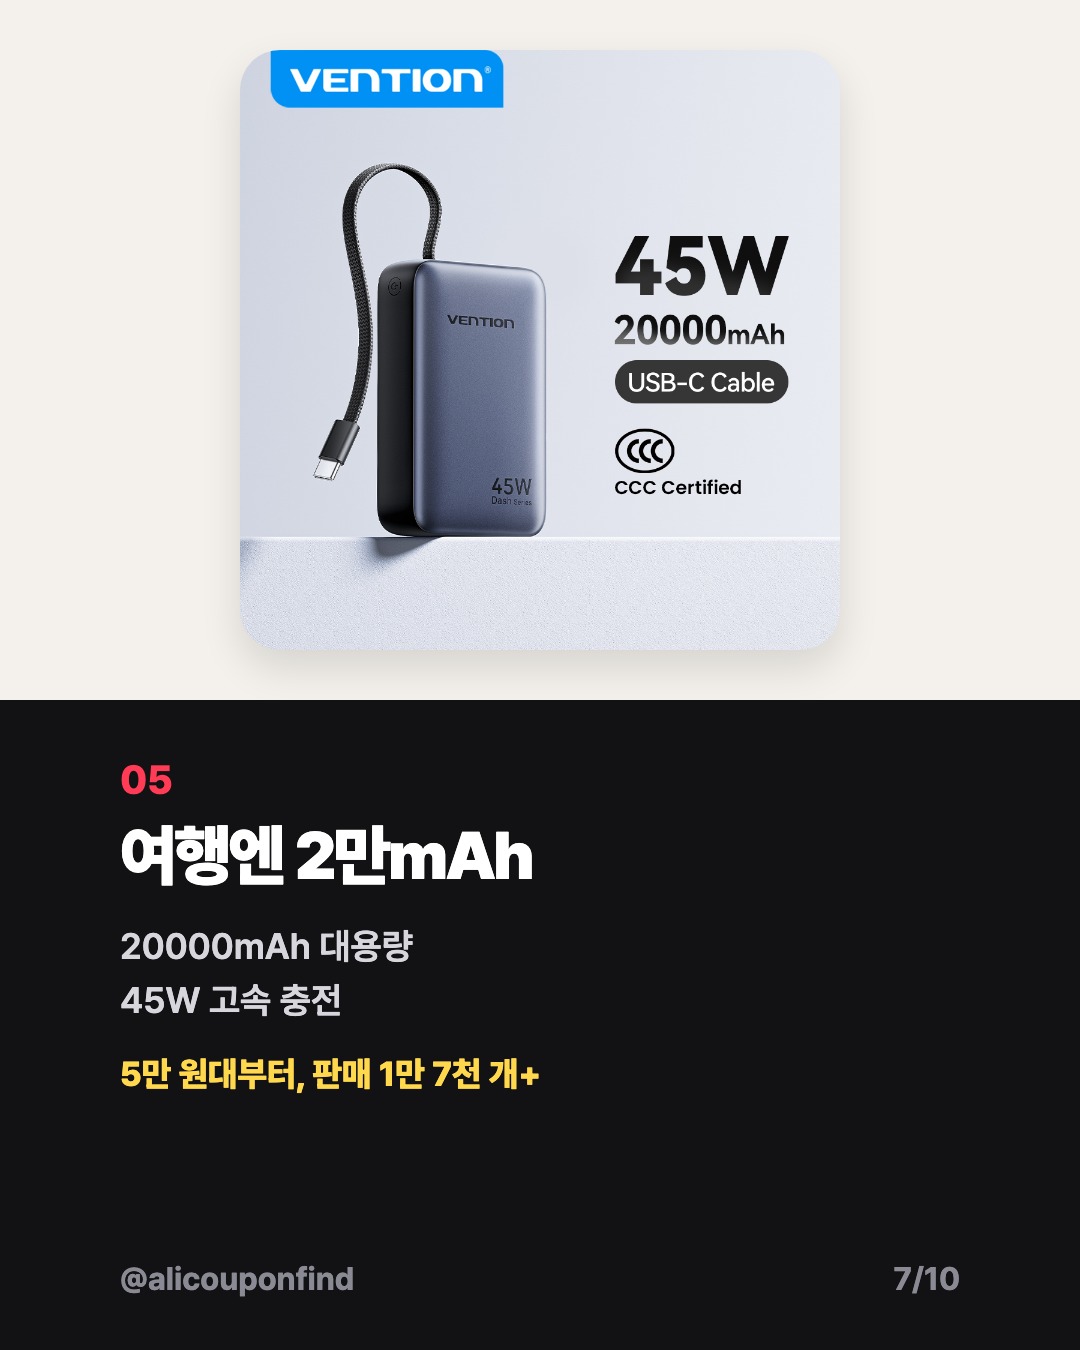 VENTION®
VENTION
45W
Dash Series
45W
20000mAh
USB-C Cable
CCC
CCC Certified
05
여행엔 2만mAh
20000mAh 대용량
45W 고속 충전
5만 원대부터, 판매 1만 7천 개+
@alicouponfind
7/10